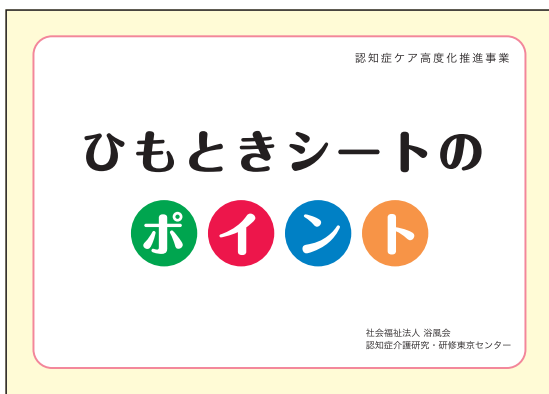 認知症ケア高度化推進事業
ひもときシートの
ポイント
社会福祉法人 浴風会
認知症介護研究・研修東京センター